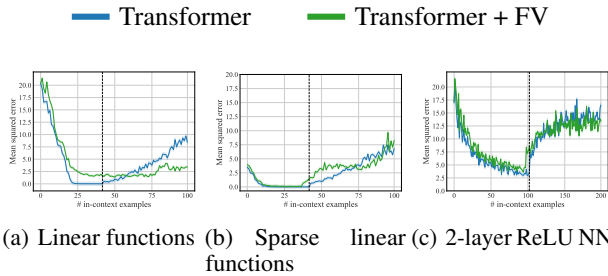 Transformer Transformer + FV
20.0
17.5
15.0
12.5
10.0
7.5
5.0
2.5
0.0
Mean squared error
0 25 50 75 100
# in-context examples
20.0
17.5
15.0
12.5
10.0
7.5
5.0
2.5
0.0
Mean squared error
0 25 50 75 100
# in-context examples
20.0
17.5
15.0
12.5
10.0
7.5
5.0
2.5
0.0
Mean squared error
0 50 100 150 200
# in-context examples
(a) Linear functions (b) Sparse linear (c) 2-layer ReLU NN
functions